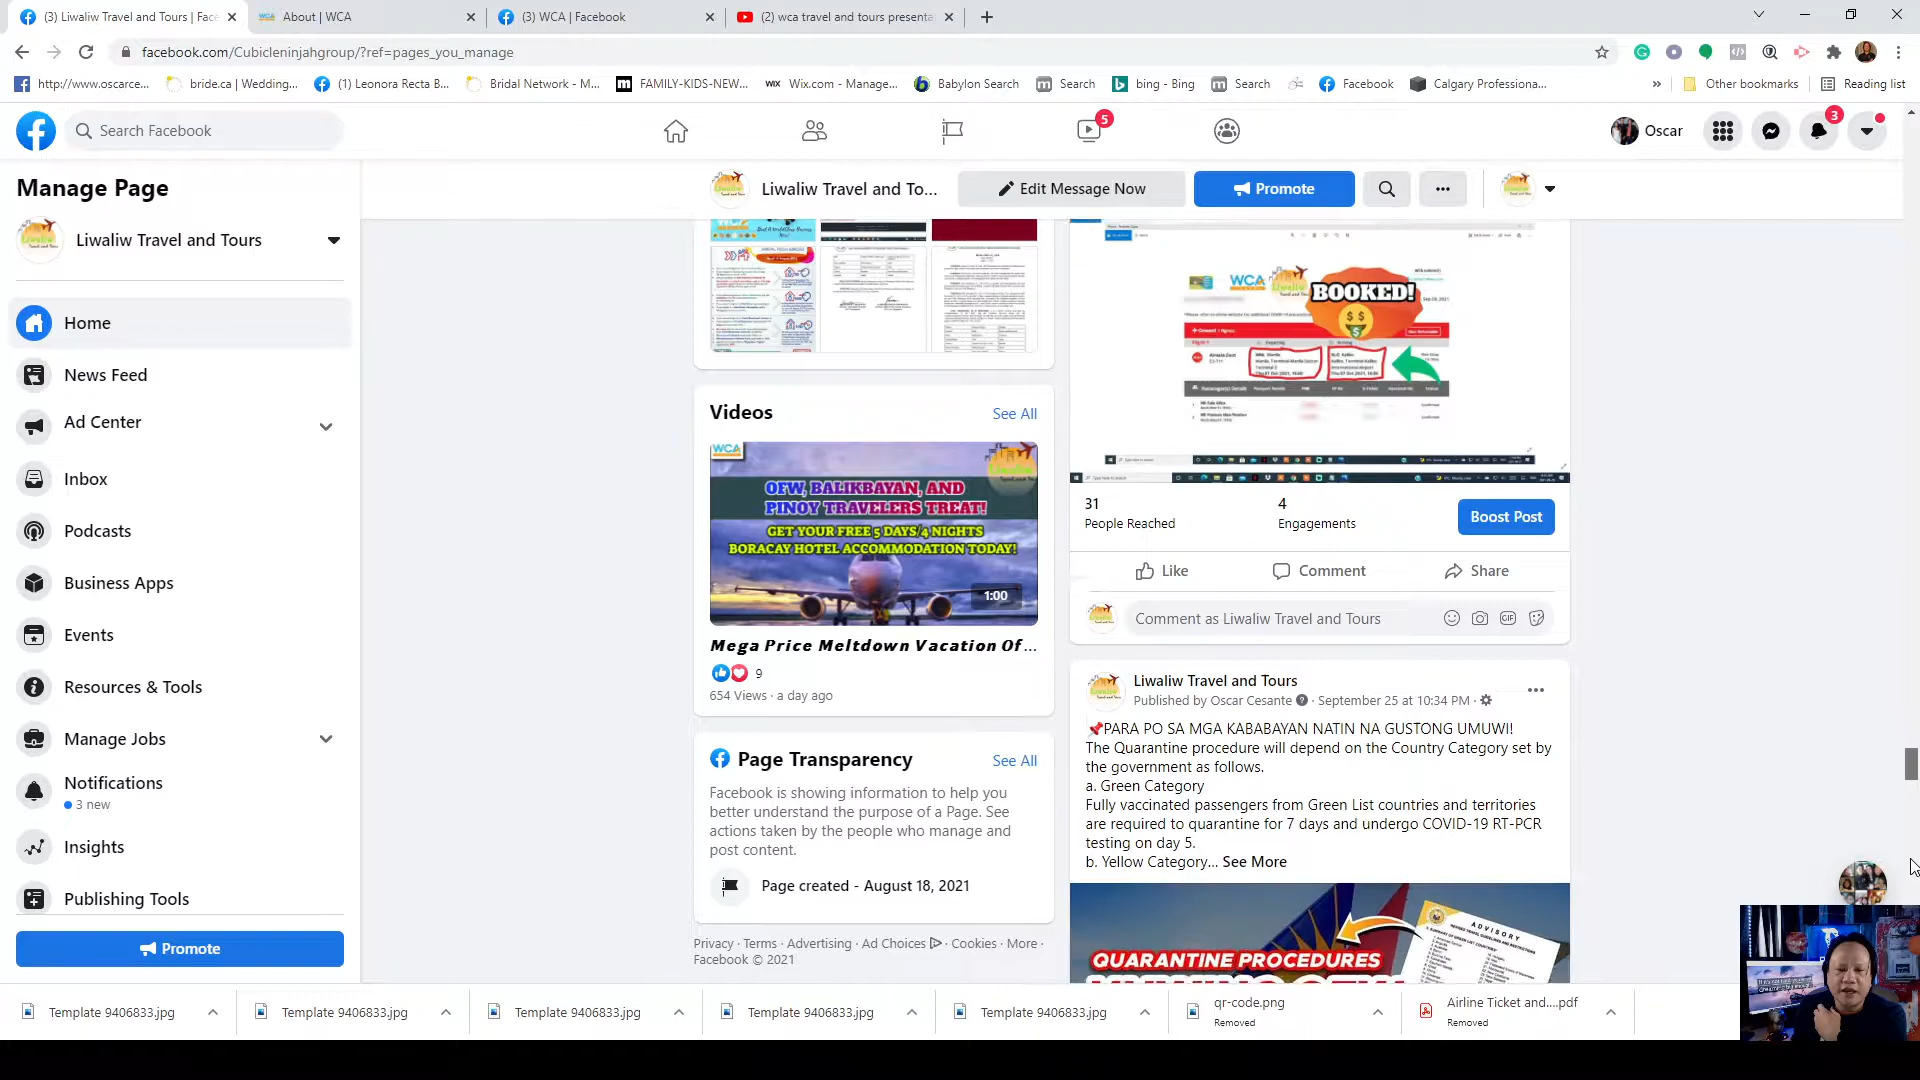 (3) Liwaliw Travel and Tours | Face
About | WCA
(3) WCA | Facebook
(2) wca travel and tours presenta
facebook.com/Cubicleninjahgroup/?ref=pages_you_manage
http://www.oscarce...
bride.ca | Wedding...
(1) Leonora Recta B...
Bridal Network - M...
FAMILY-KIDS-NEW...
Wix.com - Manage...
Babylon Search
Search
bing - Bing
Search
Facebook
Calgary Professiona...
Other bookmarks
Reading list
Search Facebook
5
Oscar
3
Manage Page
Liwaliw Travel and Tours
Home
News Feed
Ad Center
Inbox
Podcasts
Business Apps
Events
Resources & Tools
Manage Jobs
Notifications
3 new
Insights
Publishing Tools
Promote
Liwaliw Travel and To...
Edit Message Now
Promote
Videos
See All
WCA
OFW, BALIKBAYAN, AND
PINOY TRAVELERS TREAT!
GET YOUR FREE 5 DAYS/4 NIGHTS
BORACAY HOTEL ACCOMMODATION TODAY!
1:00
Mega Price Meltdown Vacation Of...
9
654 Views · a day ago
Page Transparency
See All
Facebook is showing information to help you
better understand the purpose of a Page. See
actions taken by the people who manage and
post content.
Page created - August 18, 2021
Privacy · Terms · Advertising · Ad Choices · Cookies · More ·
Facebook © 2021
WCA
BOOKED!
31
People Reached
4
Engagements
Boost Post
Like
Comment
Share
Comment as Liwaliw Travel and Tours
GIF
Liwaliw Travel and Tours
Published by Oscar Cesante · September 25 at 10:34 PM ·
PARA PO SA MGA KABABAYAN NATIN NA GUSTONG UMUWI!
The Quarantine procedure will depend on the Country Category set by
the government as follows.
a. Green Category
Fully vaccinated passengers from Green List countries and territories
are required to quarantine for 7 days and undergo COVID-19 RT-PCR
testing on day 5.
b. Yellow Category... See More
ADVISORY
QUARANTINE PROCEDURES
Template 9406833.jpg
Template 9406833.jpg
Template 9406833.jpg
Template 9406833.jpg
Template 9406833.jpg
qr-code.png
Removed
Airline Ticket and....pdf
Removed